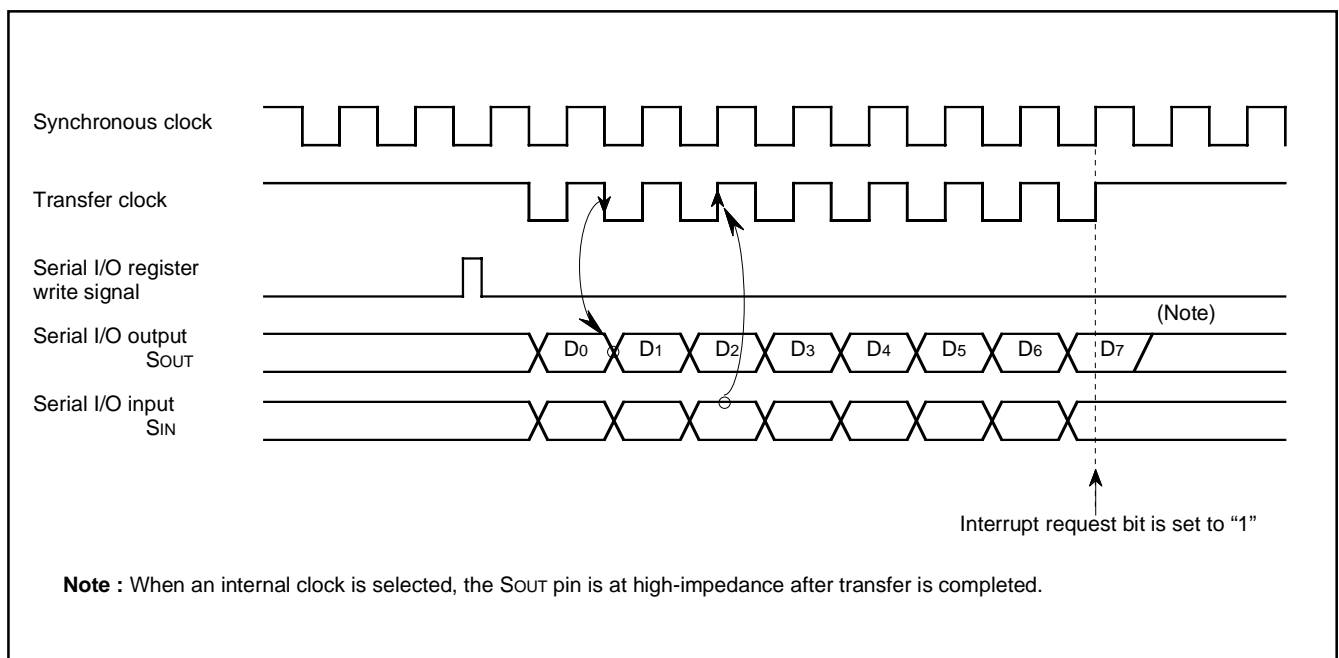 Synchronous clock
Transfer clock
Serial I/O register
write signal
(Note)
Serial I/O output
SOUT
D0 D1 D2 D3 D4 D5 D6 D7
Serial I/O input
SIN
Interrupt request bit is set to “1”
Note : When an internal clock is selected, the SOUT pin is at high-impedance after transfer is completed.